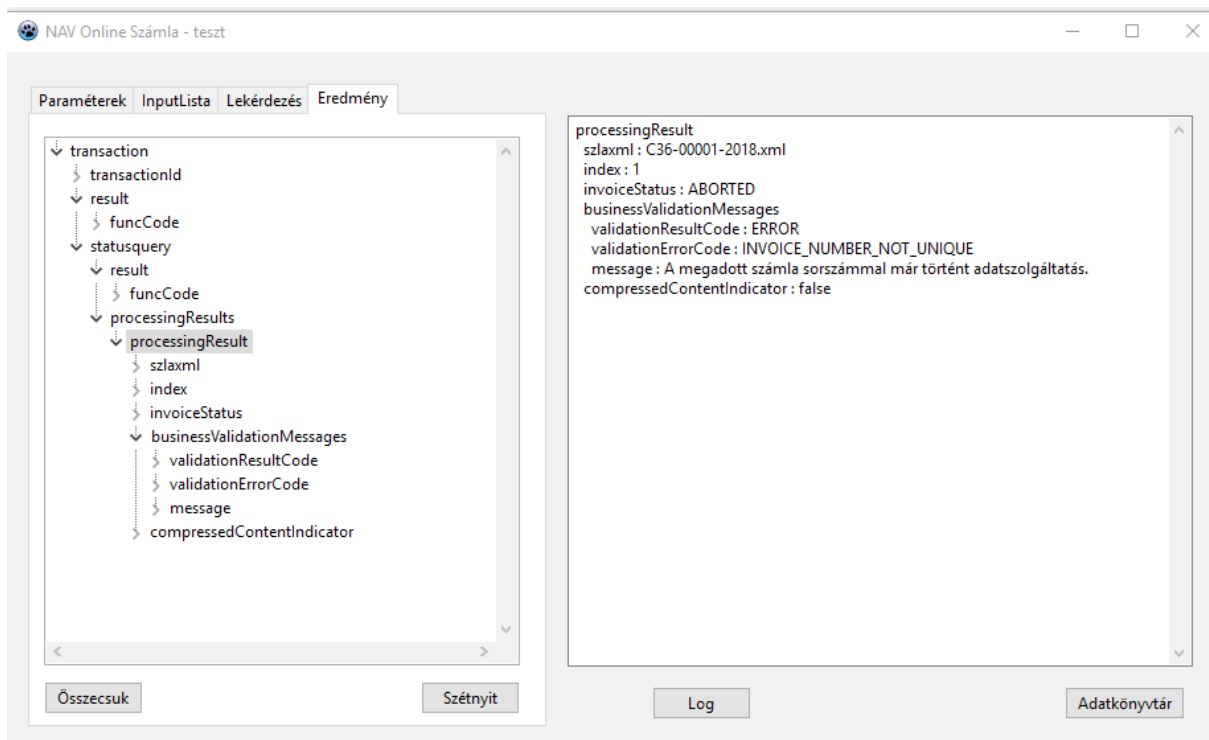 NAV Online Számla - teszt
Paraméterek InputLista Lekérdezés Eredmény
transaction
transactionId
result
funcCode
statusquery
result
funcCode
processingResults
processingResult
szlaxml
index
invoiceStatus
businessValidationMessages
validationResultCode
validationErrorCode
message
compressedContentIndicator
Összecsuk
Szétnyit
processingResult
szlaxml : C36-00001-2018.xml
index : 1
invoiceStatus : ABORTED
businessValidationMessages
validationResultCode : ERROR
validationErrorCode : INVOICE_NUMBER_NOT_UNIQUE
message : A megadott számla sorszámmal már történt adatszolgáltatás.
compressedContentIndicator : false
Log
Adatkönyvtár